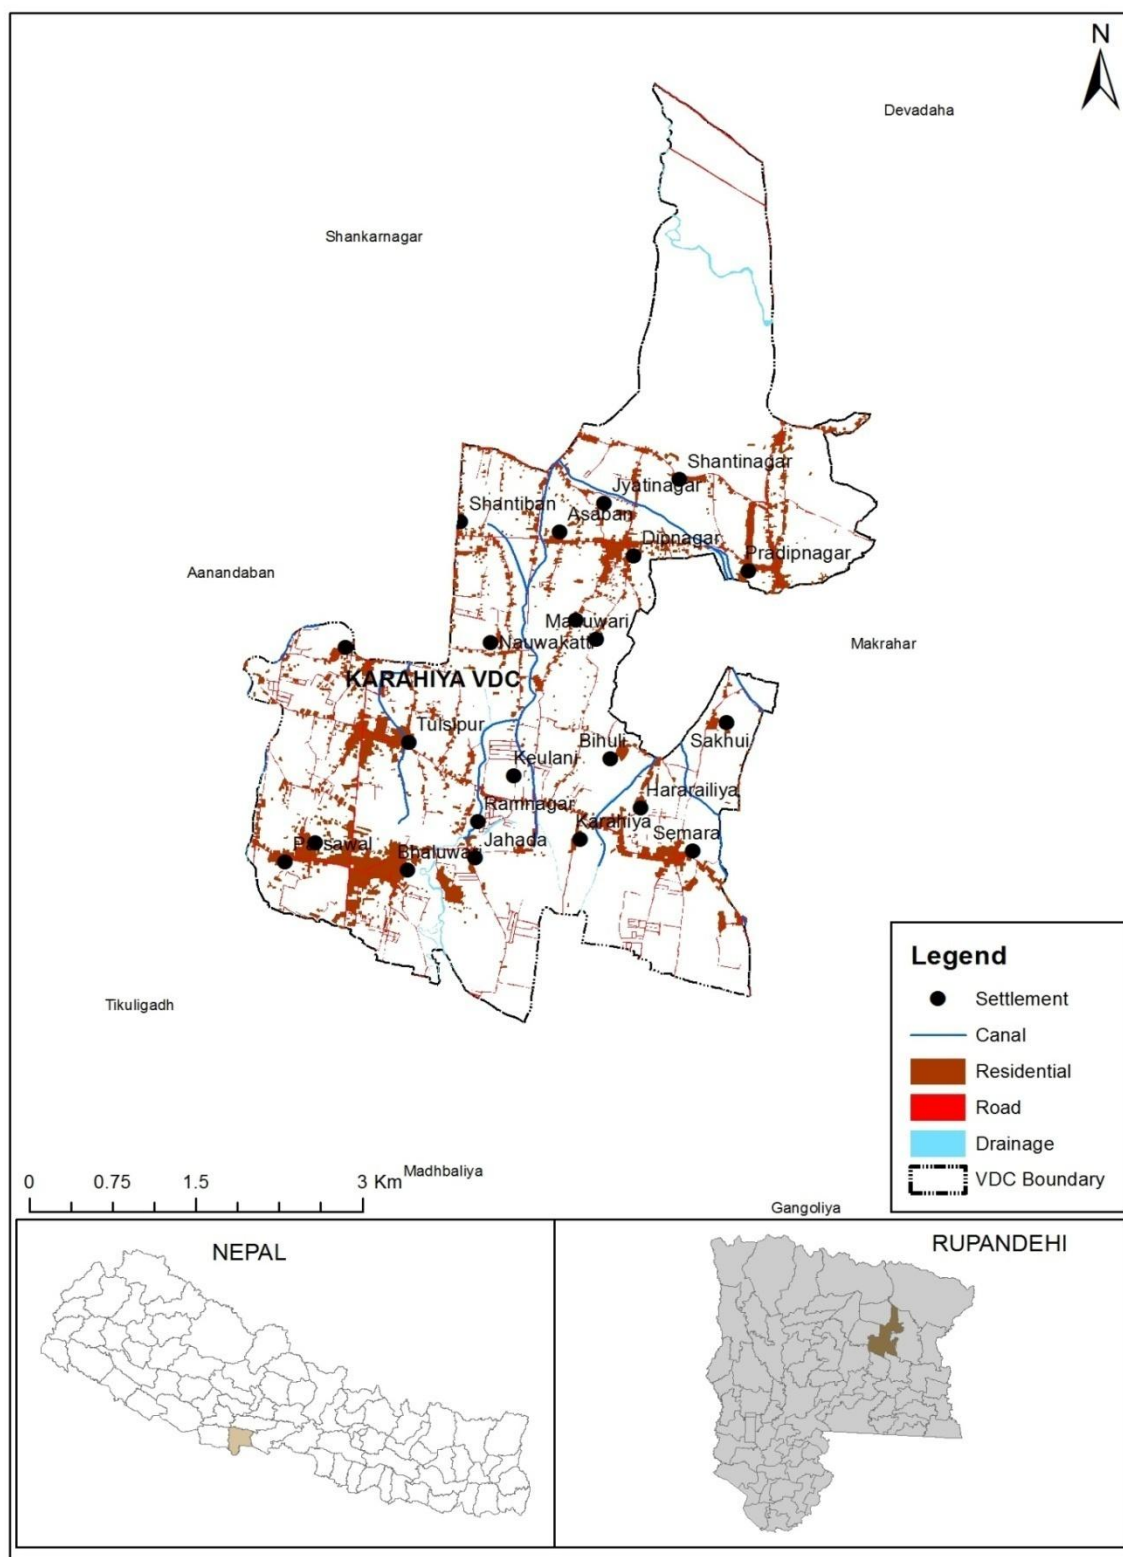 N
Devadaha
Shankarnagar
Shantinagar
Jyatinagar
Shantiban
Asaban
Dipnagar
Pradipnagar
Aanandaban
Mahuwari
Nauwakatti
Makrahar
KARAHIYA VDC
Tulsipur
Bihuli
Sakhui
Keulani
Hararailiya
Ramnagar
Karahiya
Semara
Jahada
Parsawal
Bhaluwari
Legend
Settlement
Canal
Residential
Road
Drainage
VDC Boundary
Tikuligadh
Madhbaliya
0 0.75 1.5 3 Km
Gangoliya
NEPAL
RUPANDEHI